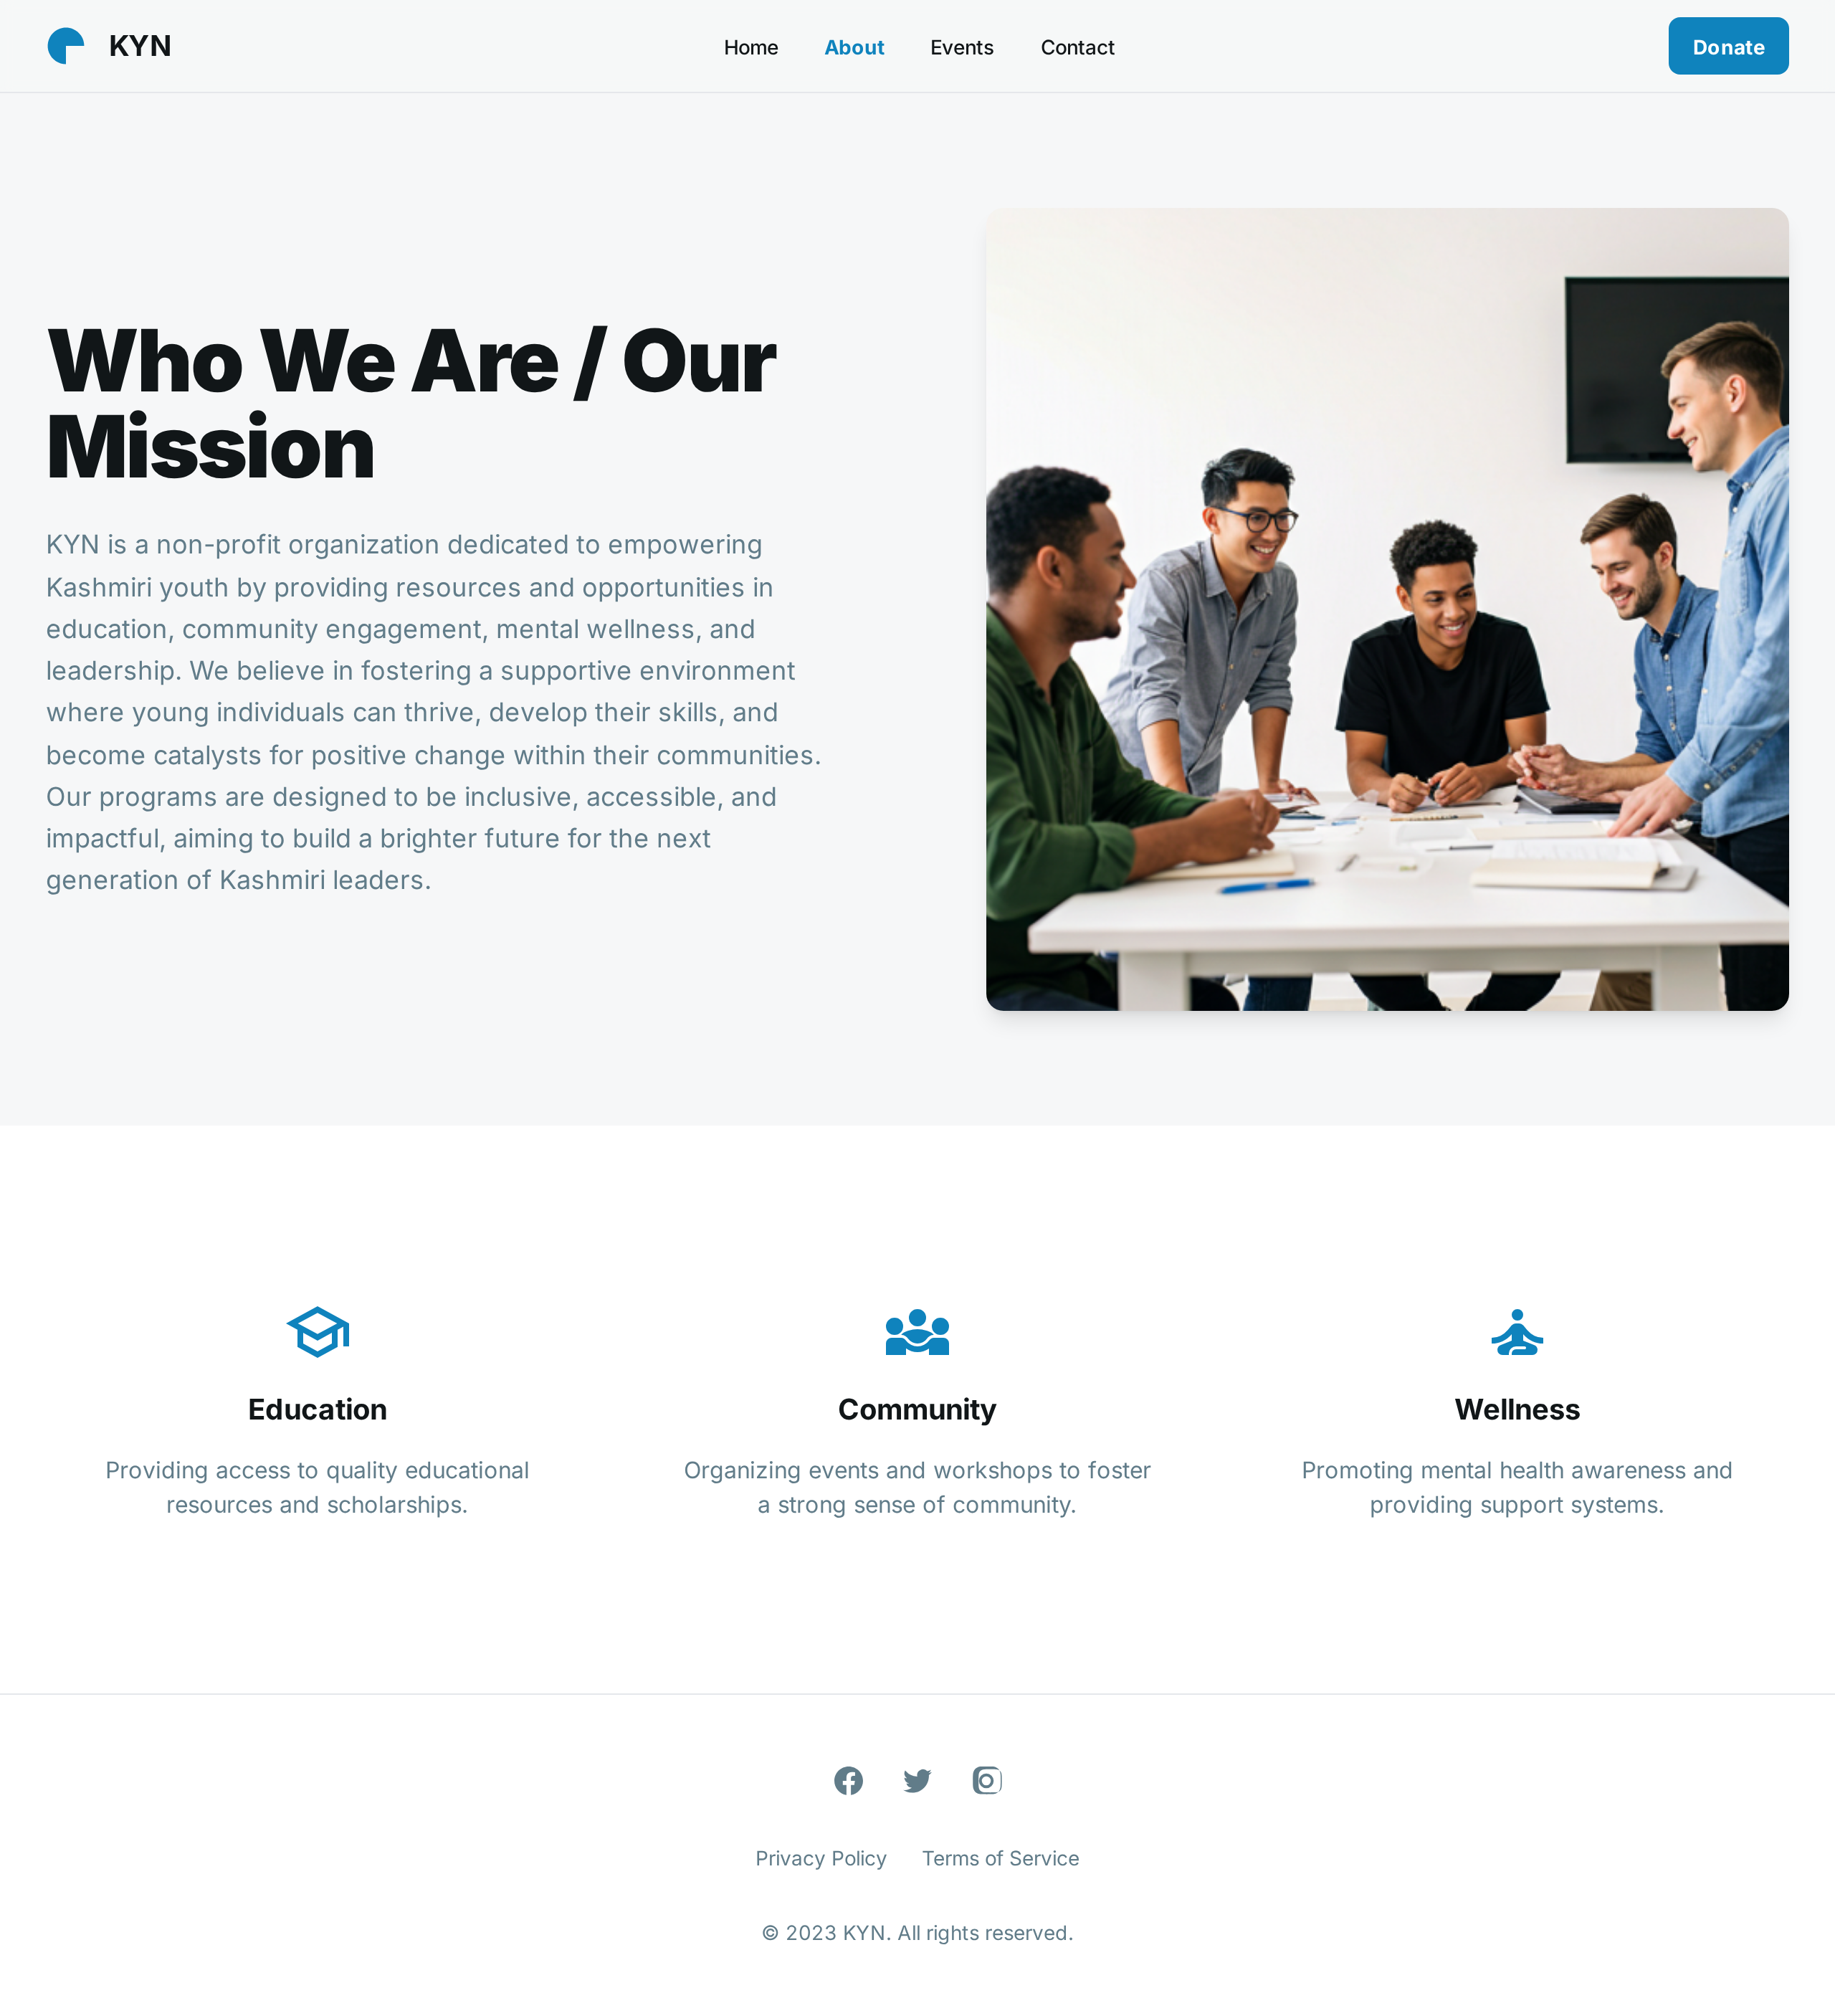 KYN
Home
About
Events
Contact
Donate
Who We Are / Our
Mission
KYN is a non-profit organization dedicated to empowering
Kashmiri youth by providing resources and opportunities in
education, community engagement, mental wellness, and
leadership. We believe in fostering a supportive environment
where young individuals can thrive, develop their skills, and
become catalysts for positive change within their communities.
Our programs are designed to be inclusive, accessible, and
impactful, aiming to build a brighter future for the next
generation of Kashmiri leaders.
Education
Providing access to quality educational
resources and scholarships.
Community
Organizing events and workshops to foster
a strong sense of community.
Wellness
Promoting mental health awareness and
providing support systems.
Privacy Policy
Terms of Service
© 2023 KYN. All rights reserved.